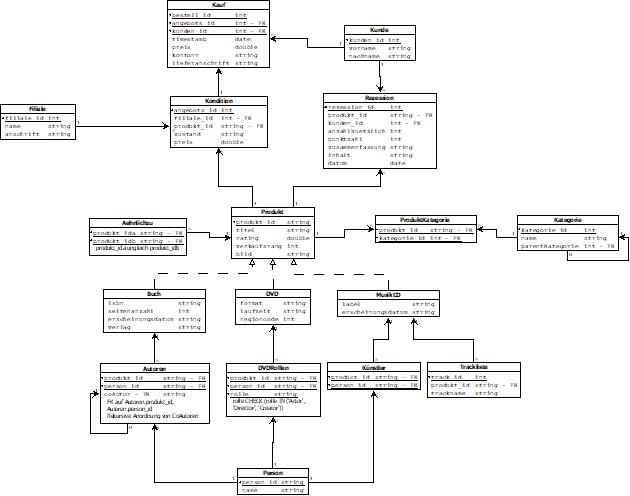 Kauf
bestell_id int
angebots_id int - FK
kunden_id int - FK
timestamp date
preis double
kontonr string
lieferanschrift string
Kunde
kunden_id int
vorname string
nachname string
1
1
1
Filiale
filiale_id int
name string
anschrift string
1
Kondition
angebots_id int
filiale_id int - FK
produkt_id string - FK
zustand string
preis double
Rezession
rezession_id int
produkt_id string - FK
kunden_id int - FK
anzahlNuetzlich int
punktzahl int
zusammenfassung string
inhalt string
datum date
1
1
Aehnlichzu
produkt_ida string - FK
produkt_idb string - FK
produkt_ida ungleich produkt_idb
Produkt
produkt_id string
titel string
rating double
verkaufsrang int
bild string
1
ProduktKategorie
produkt_id string - FK
kategorie_id int - FK
1
Kategorie
kategorie_id int
name string
parentKategorie int - FK
1
Buch
isbn string
seitenanzahl int
erscheinungsdatum string
verlag string
DVD
format string
laufzeit string
regioncode int
MusikCD
label string
erscheinungsdatum string
Autoren
produkt_id string - FK
person_id string - FK
coAutor - FK
FK auf Autoren.produkt_id,
Autoren.person_id
Rikursive Anordnung von CoAutoren
DVDRollen
produkt_id string - FK
person_id string - FK
rolle string
rolle CHECK (rolle IN ('Actor',
'Director', 'Creator'))
Künstler
product_id string - FK
person_id string - FK
Trackliste
track_id int
produkt_id string - FK
trackname string
1
1
1
Person
person_id string
name string